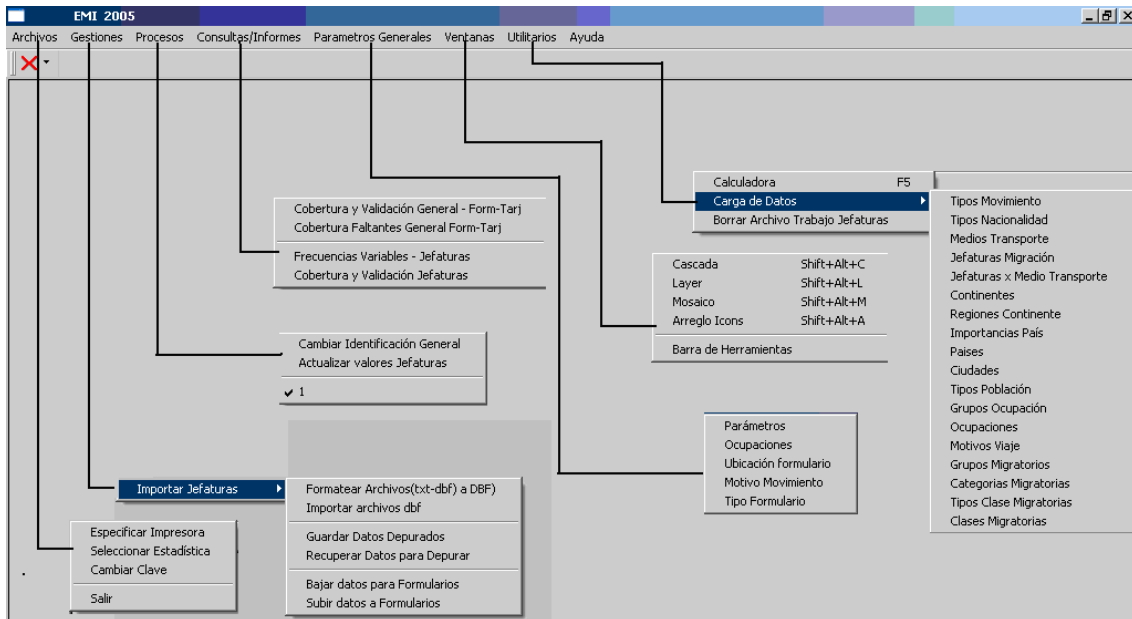 EMI 2005
Archivos Gestiones Procesos Consultas/Informes Parametros Generales Ventanas Utilitarios Ayuda
Calculadora F5
Carga de Datos
Borrar Archivo Trabajo Jefaturas
Tipos Movimiento
Tipos Nacionalidad
Medios Transporte
Jefaturas Migración
Jefaturas x Medio Transporte
Continentes
Regiones Continente
Importancias País
Paises
Ciudades
Tipos Población
Grupos Ocupación
Ocupaciones
Motivos Viaje
Grupos Migratorios
Categorias Migratorias
Tipos Clase Migratorias
Clases Migratorias
Cobertura y Validación General - Form-Tarj
Cobertura Faltantes General Form-Tarj
Frecuencias Variables - Jefaturas
Cobertura y Validación Jefaturas
Cascada Shift+Alt+C
Layer Shift+Alt+L
Mosaico Shift+Alt+M
Arreglo Icons Shift+Alt+A
Barra de Herramientas
Cambiar Identificación General
Actualizar valores Jefaturas
1
Parámetros
Ocupaciones
Ubicación formulario
Motivo Movimiento
Tipo Formulario
Importar Jefaturas
Formatear Archivos(txt-dbf) a DBF)
Importar archivos dbf
Guardar Datos Depurados
Recuperar Datos para Depurar
Bajar datos para Formularios
Subir datos a Formularios
Especificar Impresora
Seleccionar Estadística
Cambiar Clave
Salir